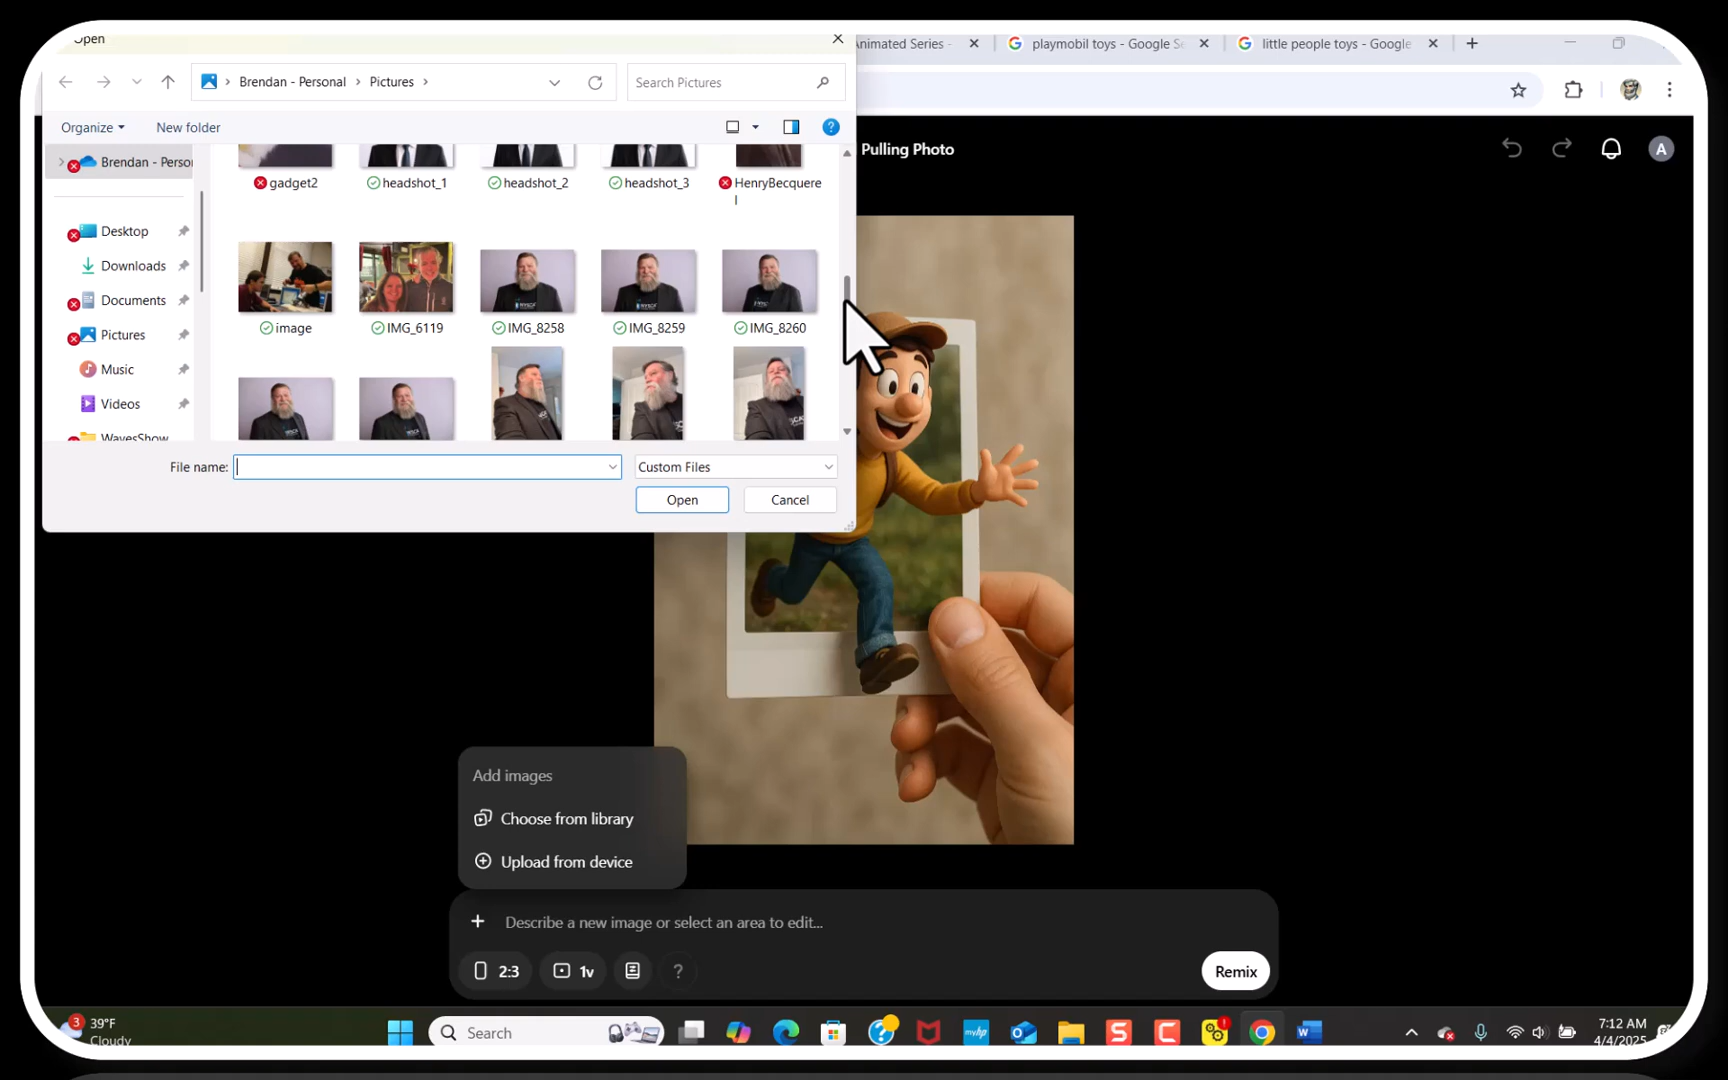 Open
Animated Series -
playmobil toys - Google Se
little people toys - Google
Brendan - Personal > Pictures >
Search Pictures
Organize
New folder
Pulling Photo
A
Brendan - Perso
gadget2
headshot_1
headshot_2
headshot_3
HenryBecquere
l
Desktop
Downloads
Documents
Pictures
Music
Videos
WavesShow
image
IMG_6119
IMG_8258
IMG_8259
IMG_8260
File name:
Custom Files
Open
Cancel
Add images
Choose from library
Upload from device
Describe a new image or select an area to edit...
2:3
1v
?
Remix
3
39°F
Cloudy
Search
myhp
7:12 AM
4/4/2025